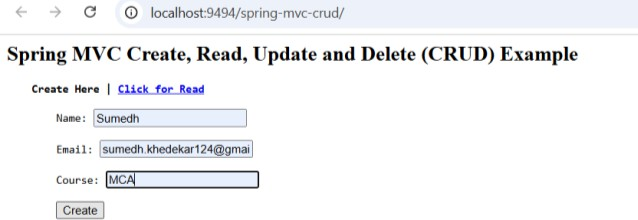 localhost:9494/spring-mvc-crud/
Spring MVC Create, Read, Update and Delete (CRUD) Example
Create Here | Click for Read
Name: Sumedh
Email: sumedh.khedekar124@gmai
Course: MCA
Create